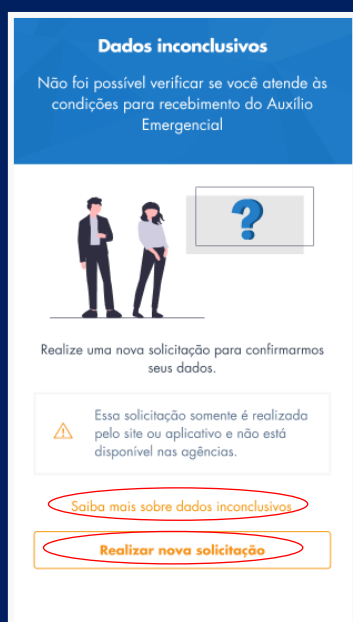 Dados inconclusivos
Não foi possível verificar se você atende às
condições para recebimento do Auxílio
Emergencial
?
Realize uma nova solicitação para confirmarmos
seus dados.
Essa solicitação somente é realizada
pelo site ou aplicativo e não está
disponível nas agências.
Saiba mais sobre dados inconclusivos
Realizar nova solicitação